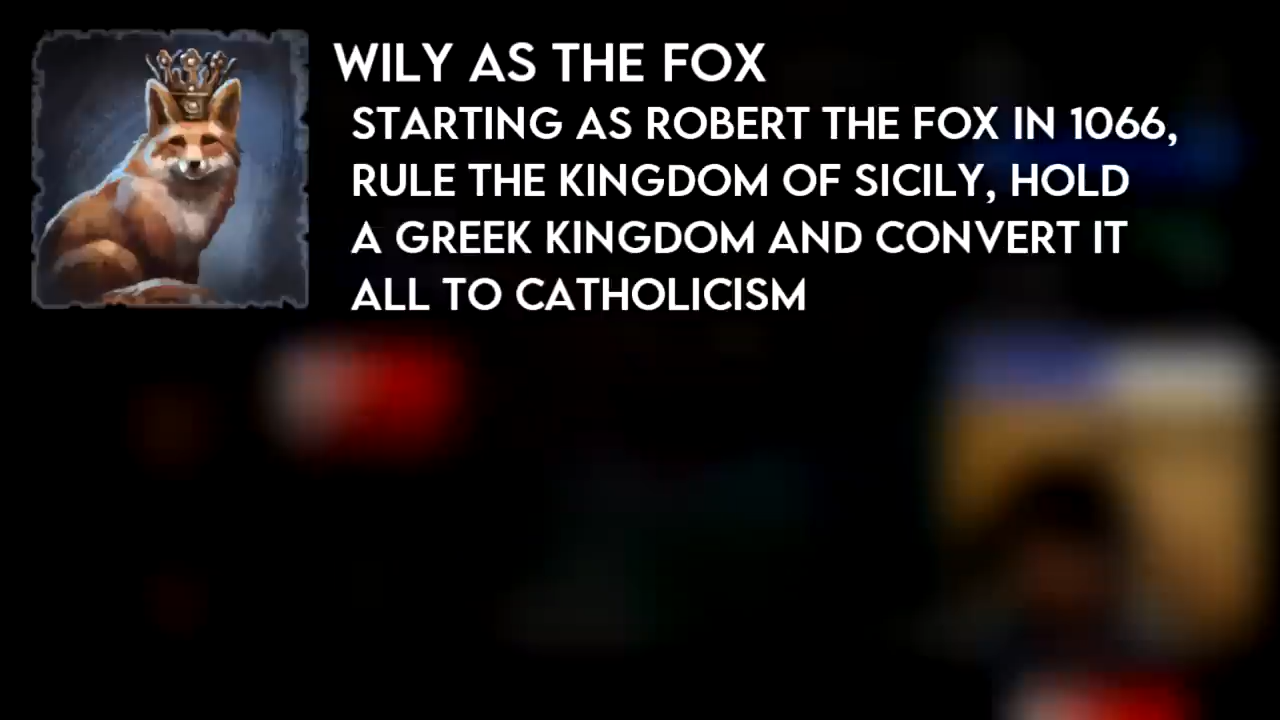 WILY AS THE FOX
STARTING AS ROBERT THE FOX IN 1066,
RULE THE KINGDOM OF SICILY, HOLD
A GREEK KINGDOM AND CONVERT IT
ALL TO CATHOLICISM